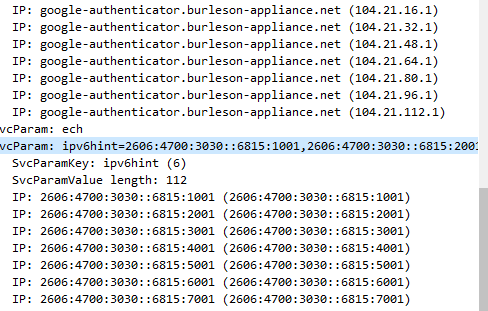 IP: google-authenticator.burleson-appliance.net (104.21.16.1)
IP: google-authenticator.burleson-appliance.net (104.21.32.1)
IP: google-authenticator.burleson-appliance.net (104.21.48.1)
IP: google-authenticator.burleson-appliance.net (104.21.64.1)
IP: google-authenticator.burleson-appliance.net (104.21.80.1)
IP: google-authenticator.burleson-appliance.net (104.21.96.1)
IP: google-authenticator.burleson-appliance.net (104.21.112.1)
vcParam: ech
vcParam: ipv6hint=2606:4700:3030::6815:1001,2606:4700:3030::6815:2001
SvcParamKey: ipv6hint (6)
SvcParamValue length: 112
IP: 2606:4700:3030::6815:1001 (2606:4700:3030::6815:1001)
IP: 2606:4700:3030::6815:2001 (2606:4700:3030::6815:2001)
IP: 2606:4700:3030::6815:3001 (2606:4700:3030::6815:3001)
IP: 2606:4700:3030::6815:4001 (2606:4700:3030::6815:4001)
IP: 2606:4700:3030::6815:5001 (2606:4700:3030::6815:5001)
IP: 2606:4700:3030::6815:6001 (2606:4700:3030::6815:6001)
IP: 2606:4700:3030::6815:7001 (2606:4700:3030::6815:7001)